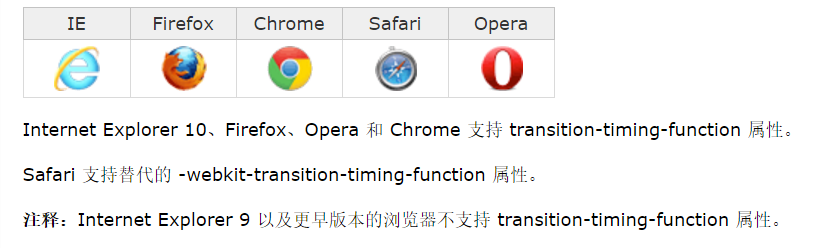 IE Firefox Chrome Safari Opera
Internet Explorer 10、Firefox、Opera 和 Chrome 支持 transition-timing-function 属性。
Safari 支持替代的 -webkit-transition-timing-function 属性。
注释：Internet Explorer 9 以及更早版本的浏览器不支持 transition-timing-function 属性。